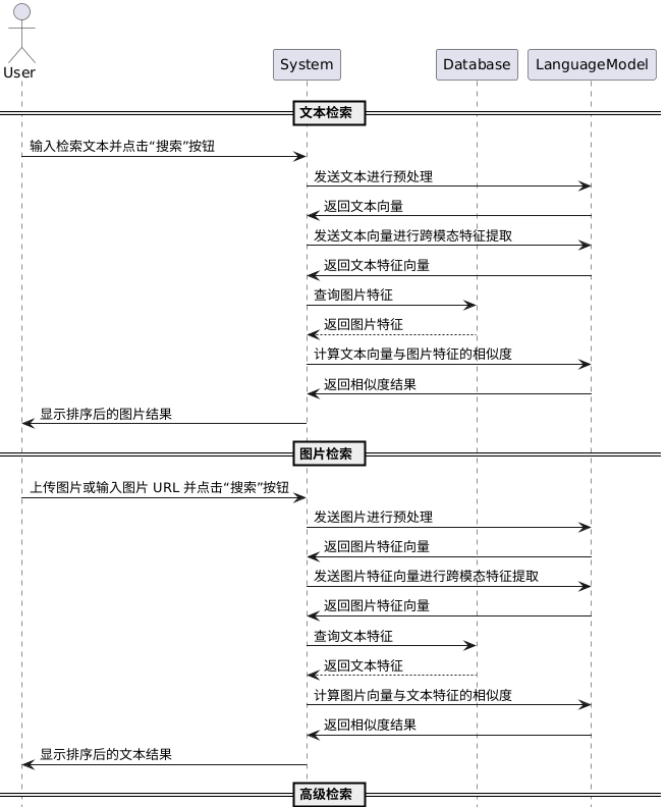 User
System
Database
LanguageModel
文本检索
输入检索文本并点击“搜索”按钮
发送文本进行预处理
返回文本向量
发送文本向量进行跨模态特征提取
返回文本特征向量
查询图片特征
返回图片特征
计算文本向量与图片特征的相似度
返回相似度结果
显示排序后的图片结果
图片检索
上传图片或输入图片 URL 并点击“搜索”按钮
发送图片进行预处理
返回图片特征向量
发送图片特征向量进行跨模态特征提取
返回图片特征向量
查询文本特征
返回文本特征
计算图片向量与文本特征的相似度
返回相似度结果
显示排序后的文本结果
高级检索